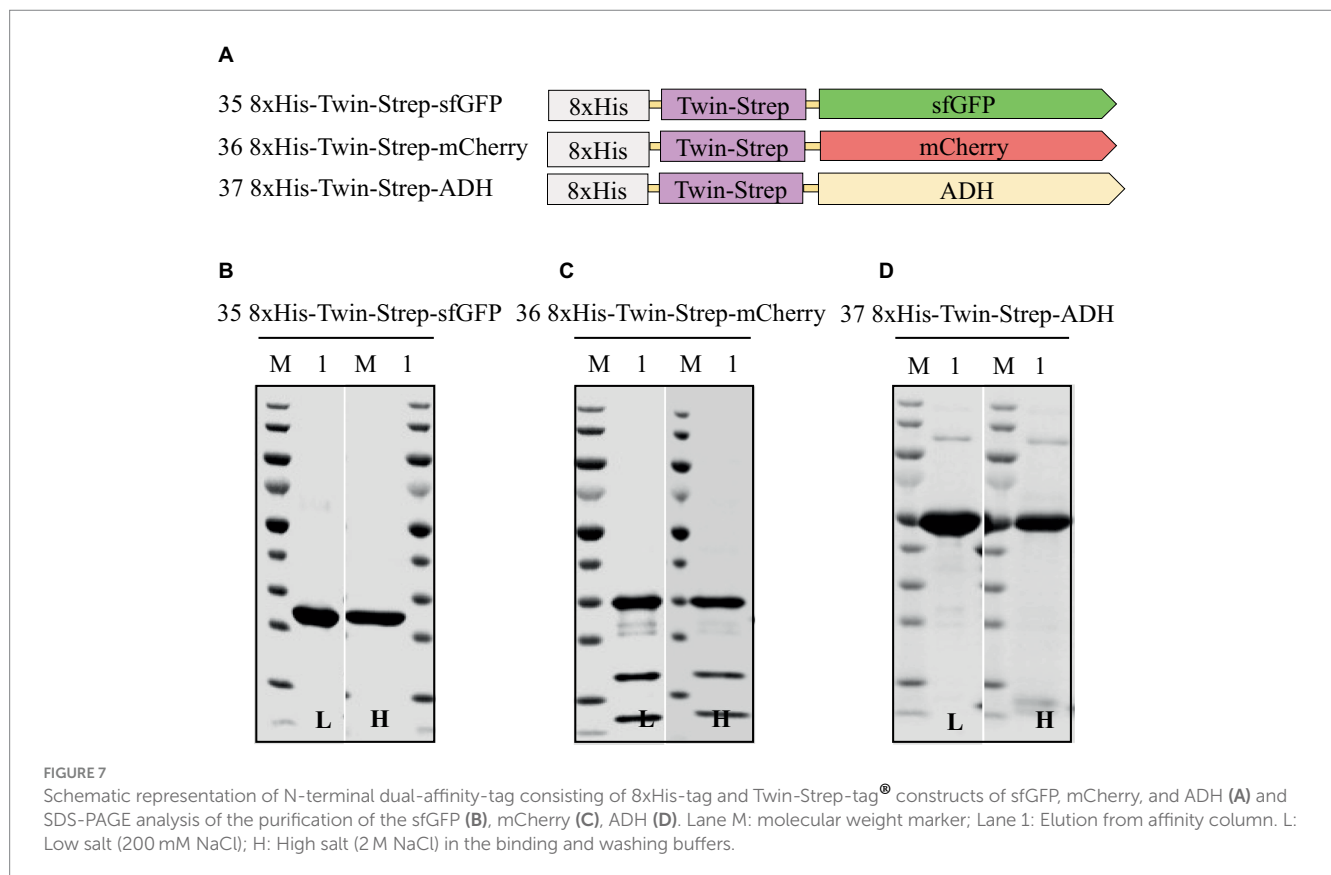 A
35 8xHis-Twin-Strep-sfGFP 8xHis Twin-Strep sfGFP
36 8xHis-Twin-Strep-mCherry 8xHis Twin-Strep mCherry
37 8xHis-Twin-Strep-ADH 8xHis Twin-Strep ADH
B C D
35 8xHis-Twin-Strep-sfGFP 36 8xHis-Twin-Strep-mCherry 37 8xHis-Twin-Strep-ADH
M 1 M 1 M 1 M 1 M 1 M 1
L H L H L H
FIGURE 7
Schematic representation of N-terminal dual-affinity-tag consisting of 8xHis-tag and Twin-Strep-tag® constructs of sfGFP, mCherry, and ADH (A) and
SDS-PAGE analysis of the purification of the sfGFP (B), mCherry (C), ADH (D). Lane M: molecular weight marker; Lane 1: Elution from affinity column. L:
Low salt (200 mM NaCl); H: High salt (2 M NaCl) in the binding and washing buffers.